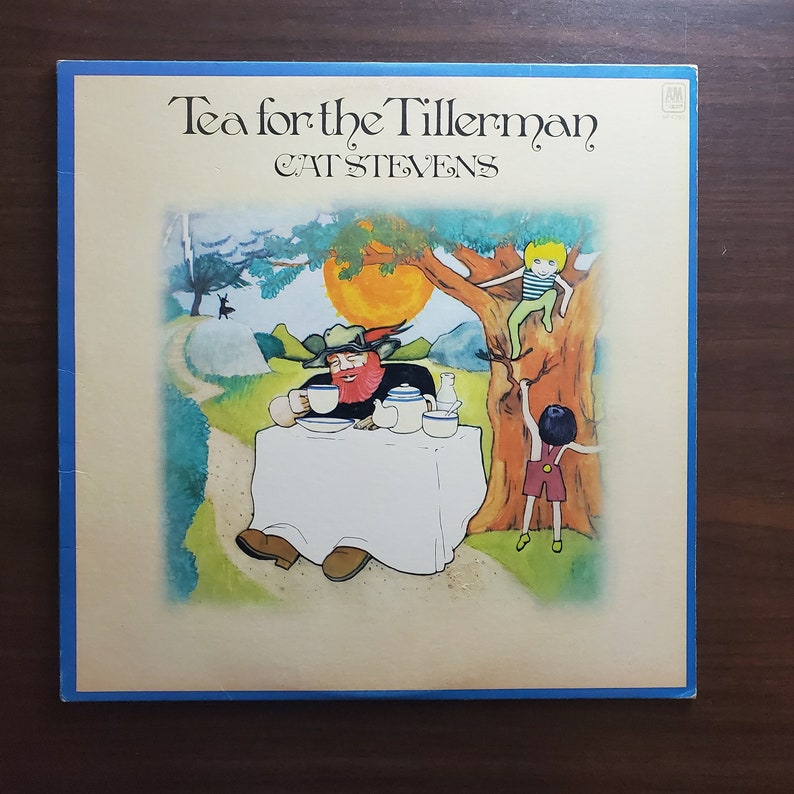 Tea for the Tillerman
CAT STEVENS
A&M